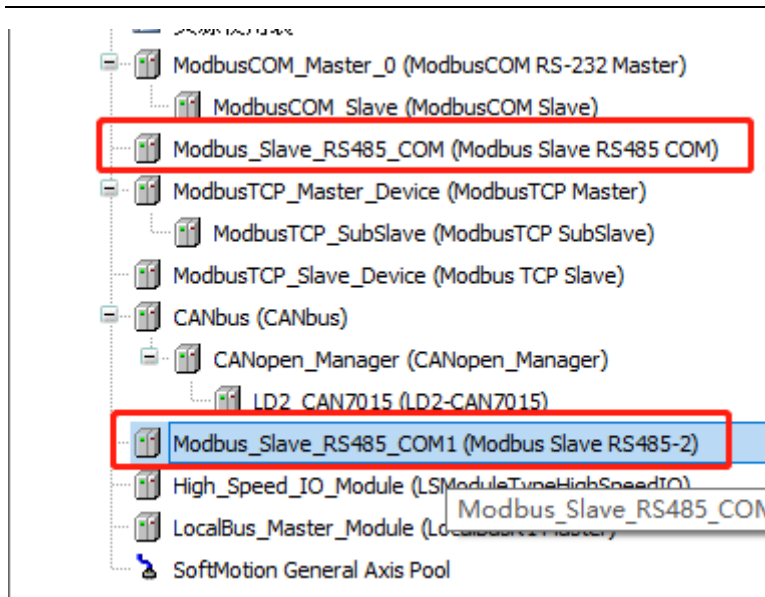 ModbusCOM_Master_0 (ModbusCOM RS-232 Master)
ModbusCOM_Slave (ModbusCOM Slave)
Modbus_Slave_RS485_COM (Modbus Slave RS485 COM)
ModbusTCP_Master_Device (ModbusTCP Master)
ModbusTCP_SubSlave (ModbusTCP SubSlave)
ModbusTCP_Slave_Device (Modbus TCP Slave)
CANbus (CANbus)
CANopen_Manager (CANopen_Manager)
LD2_CAN7015 (LD2-CAN7015)
Modbus_Slave_RS485_COM1 (Modbus Slave RS485-2)
High_Speed_IO_Module (LSModuleTypeHighSpeedIO)
Modbus_Slave_RS485_COM
LocalBus_Master_Module Master)
SoftMotion General Axis Pool